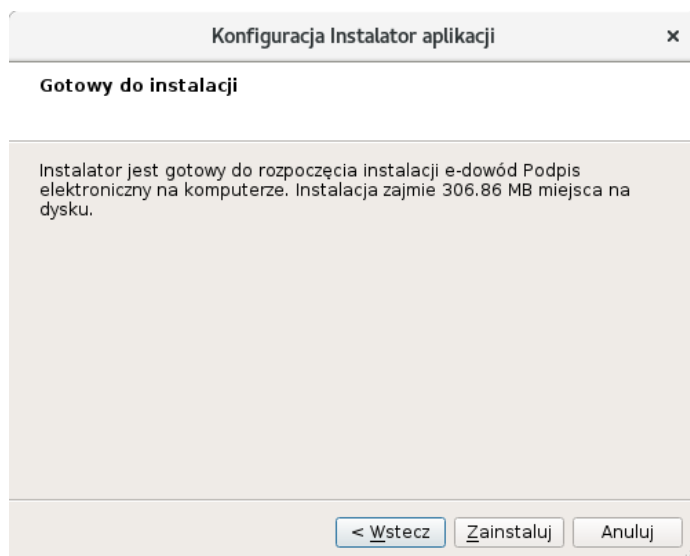 Konfiguracja Instalator aplikacji
Gotowy do instalacji
Instalator jest gotowy do rozpoczęcia instalacji e-dowód Podpis
elektroniczny na komputerze. Instalacja zajmie 306.86 MB miejsca na
dysku.
< Wstecz Zainstaluj Anuluj